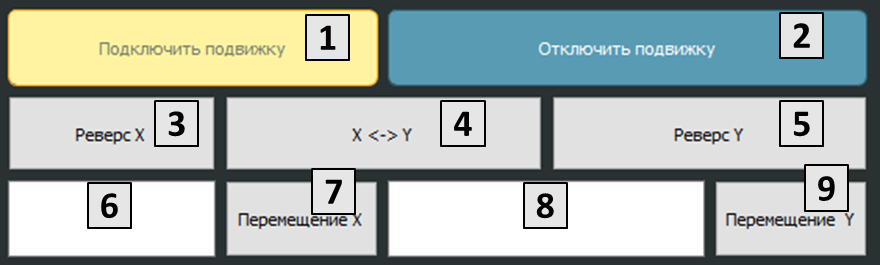 Подключить подвижку 1
Отключить подвижку 2
Реверс X 3
X <-> Y 4
Реверс Y 5
6
Перемещение X 7
8
Перемещение Y 9